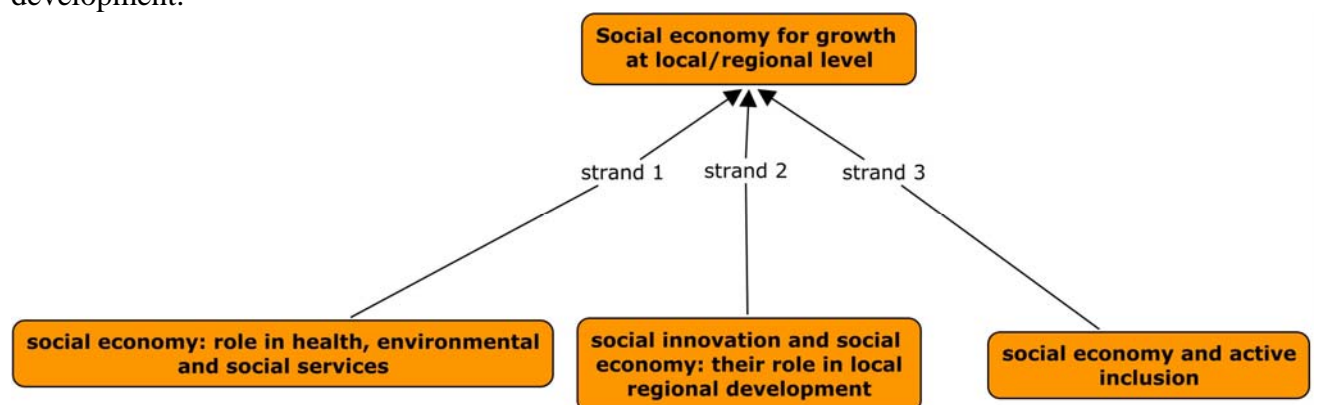 development.
Social economy for growth
at local/regional level
strand 1
strand 2
strand 3
social economy: role in health, environmental
and social services
social innovation and social
economy: their role in local
regional development
social economy and active
inclusion